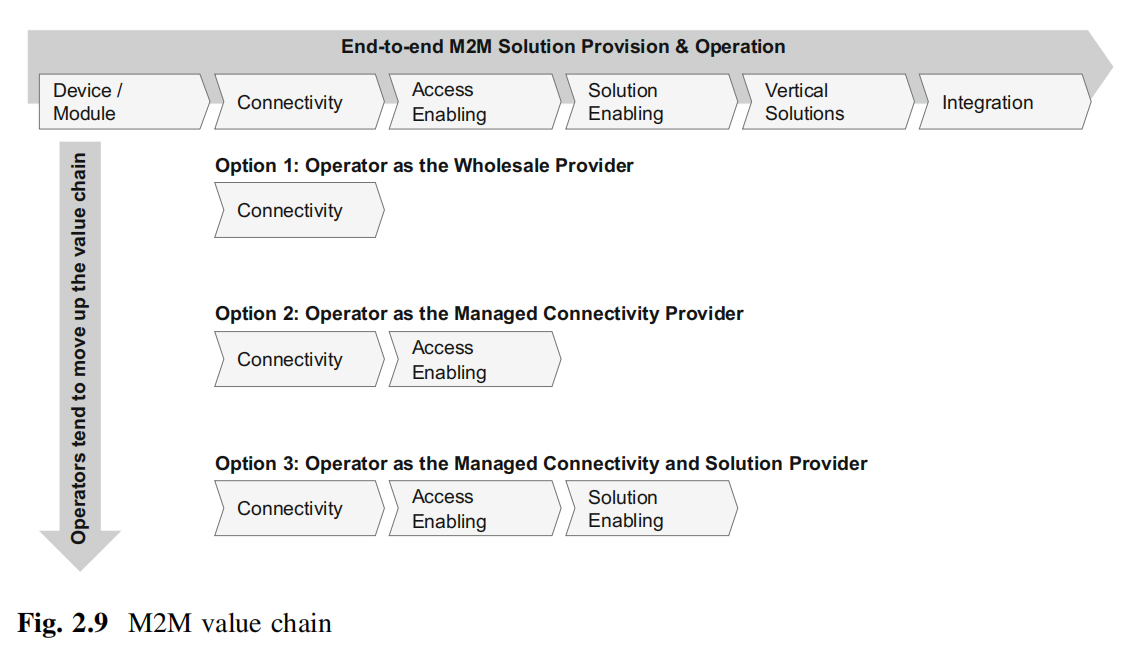 End-to-end M2M Solution Provision & Operation
Device /
Module
Connectivity
Access
Enabling
Solution
Enabling
Vertical
Solutions
Integration
Operators tend to move up the value chain
Option 1: Operator as the Wholesale Provider
Connectivity
Option 2: Operator as the Managed Connectivity Provider
Connectivity
Access
Enabling
Option 3: Operator as the Managed Connectivity and Solution Provider
Connectivity
Access
Enabling
Solution
Enabling
Fig. 2.9 M2M value chain